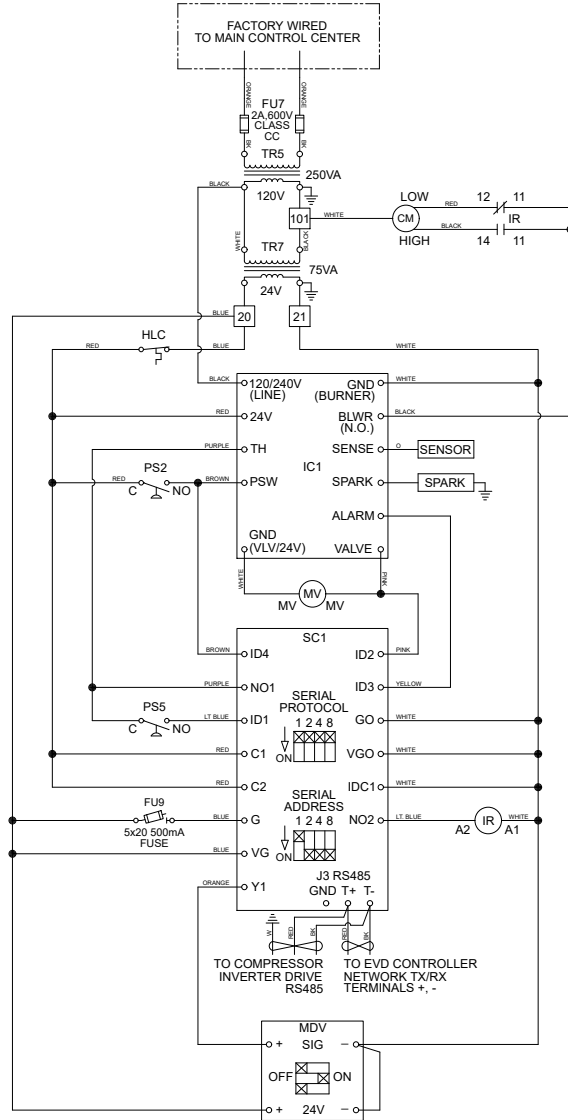 FACTORY WIRED
TO MAIN CONTROL CENTER
ORANGE
ORANGE
FU7
2A,600V
CLASS
CC
BK
BK
TR5
250VA
BLACK
120V
101
WHITE
CM
LOW
RED
12
11
IR
HIGH
BLACK
14
11
WHITE
BLACK
TR7
75VA
24V
BLUE
20
21
HLC
RED
BLUE
WHITE
BLACK
120/240V
(LINE)
GND
(BURNER)
WHITE
RED
24V
BLWR
(N.O.)
BLACK
PURPLE
TH
SENSE
O
SENSOR
IC1
PS2
RED
C
NO
BROWN
PSW
SPARK
SPARK
ALARM
GND
(VLV/24V)
VALVE
WHITE
PINK
MV
MV
MV
SC1
BROWN
ID4
ID2
PINK
PURPLE
NO1
ID3
YELLOW
SERIAL
PROTOCOL
1 2 4 8
ON
PS5
C
NO
LT BLUE
ID1
GO
WHITE
RED
C1
VGO
WHITE
RED
C2
IDC1
WHITE
SERIAL
ADDRESS
1 2 4 8
ON
FU9
5x20 500mA
FUSE
BLUE
G
NO2
LT. BLUE
A2
IR
A1
WHITE
BLUE
VG
J3 RS485
GND T+ T-
ORANGE
Y1
W
RED
BK
RED
BK
TO COMPRESSOR
INVERTER DRIVE
RS485
TO EVD CONTROLLER
NETWORK TX/RX
TERMINALS +, -
MDV
+ SIG –
OFF
ON
+ 24V –